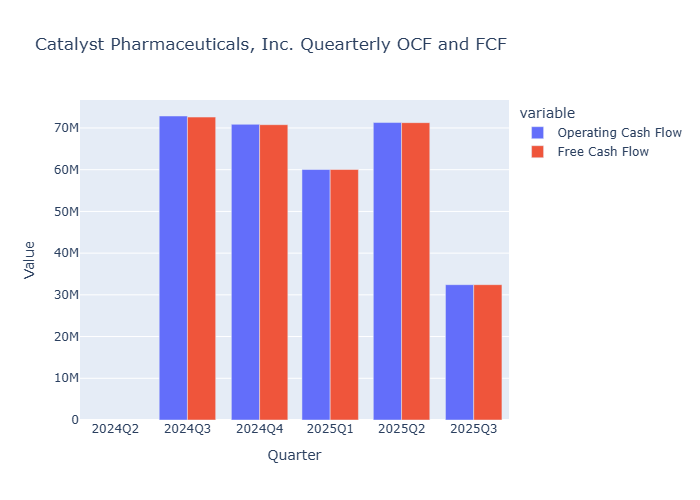 Catalyst Pharmaceuticals, Inc. Quearterly OCF and FCF
variable
Operating Cash Flow
Free Cash Flow
70M
60M
50M
40M
30M
20M
10M
0
Value
2024Q2 2024Q3 2024Q4 2025Q1 2025Q2 2025Q3
Quarter